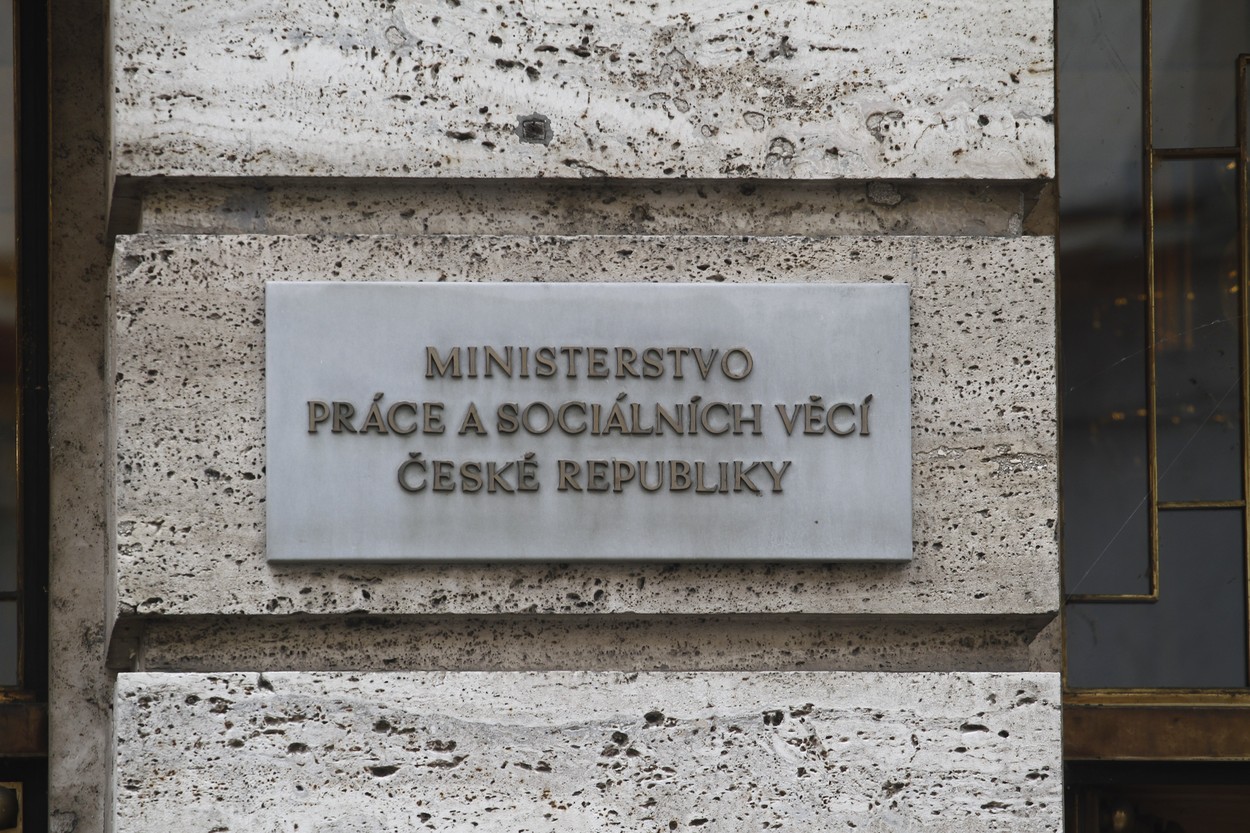 MINISTERSTVO
PRÁCE A SOCIÁLNÍCH VĚCÍ
ČESKÉ REPUBLIKY